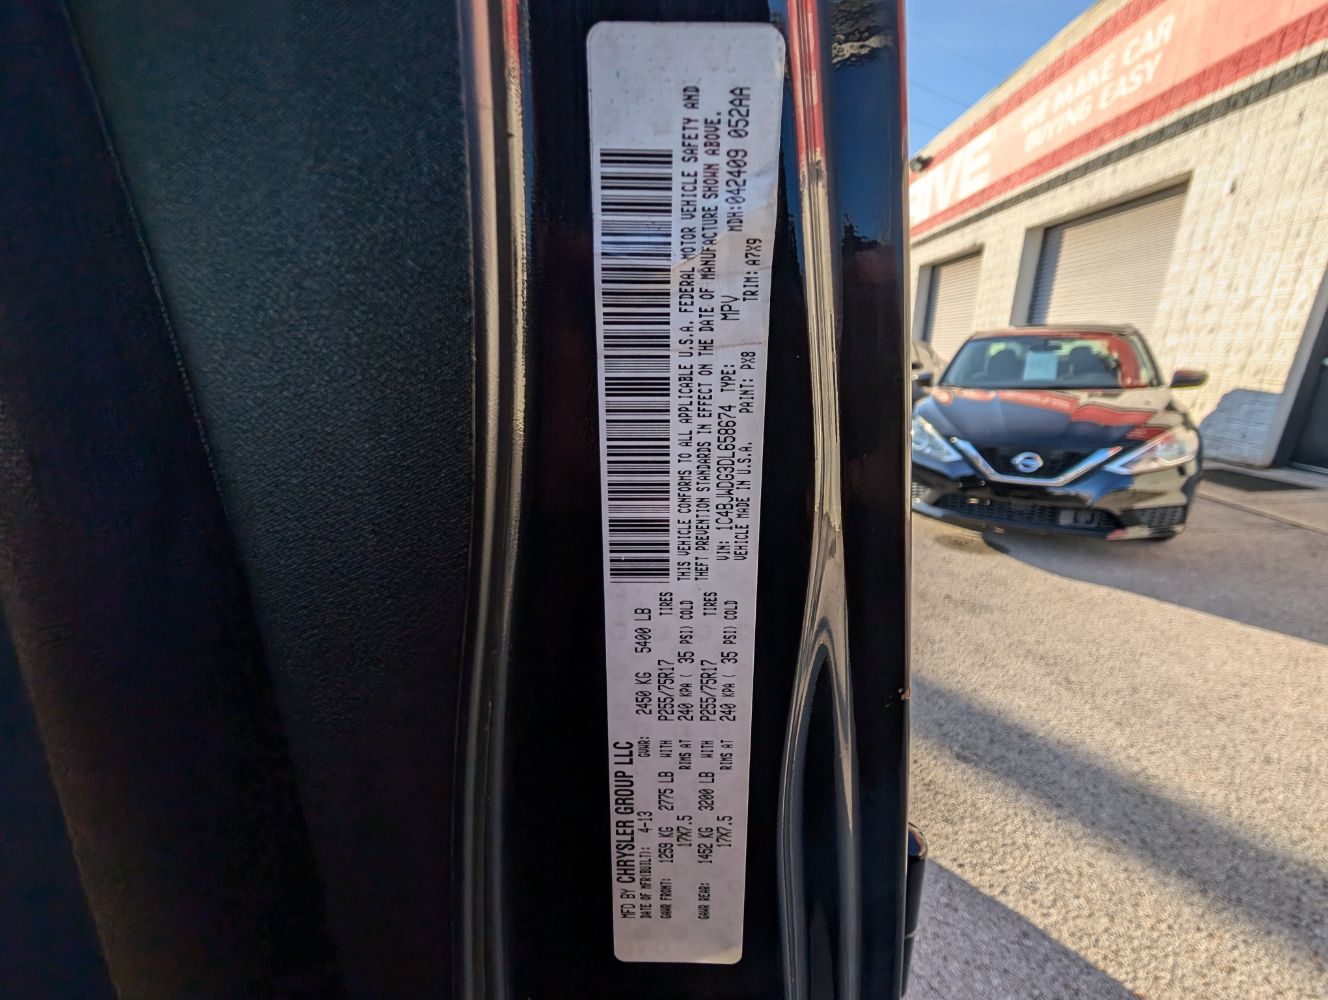 MFD BY CHRYSLER GROUP LLC
DATE OF MFR(BUILT): 4-13 GVWR: 2450 KG 5400 LB
GAWR FRONT: 1259 KG 2775 LB WITH P255/75R17 TIRES
17X7.5 RIMS AT 240 KPA ( 35 PSI) COLD
GAWR REAR: 1452 KG 3200 LB WITH P255/75R17 TIRES
17X7.5 RIMS AT 240 KPA ( 35 PSI) COLD
THIS VEHICLE CONFORMS TO ALL APPLICABLE U.S.A. FEDERAL MOTOR VEHICLE SAFETY AND
THEFT PREVENTION STANDARDS IN EFFECT ON THE DATE OF MANUFACTURE SHOWN ABOVE.
VIN: 1C4BJWDG3DL658674 TYPE: MPV MDH:042409 052AA
VEHICLE MADE IN U.S.A. PAINT: PX8 TRIM: A7X9
WE MAKE CAR
BUYING EASY